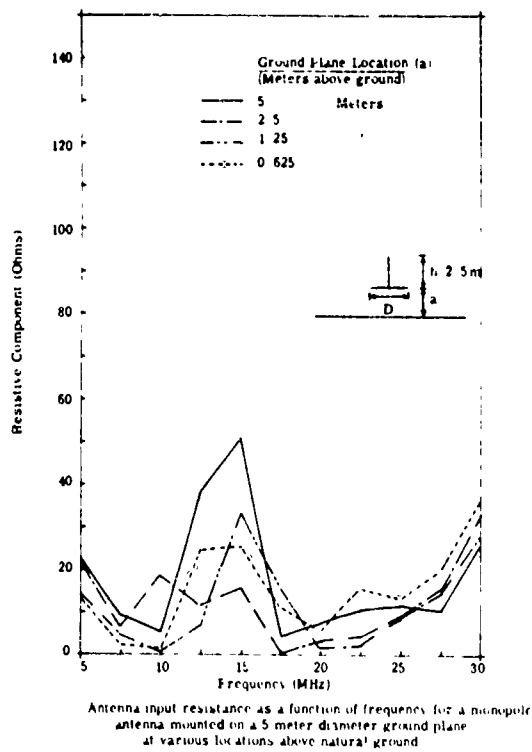 140
120
100
80
60
40
20
0
Resistive Component (Ohms)
Ground Plane Location (a)
(Meters above ground)
5 Meters
2 5
1 25
0 625
h 2 5m
a
D
5 10 15 20 25 30
Frequency (MHz)
Antenna input resistance as a function of frequency for a monopole
antenna mounted on a 5 meter diameter ground plane
at various locations above natural ground